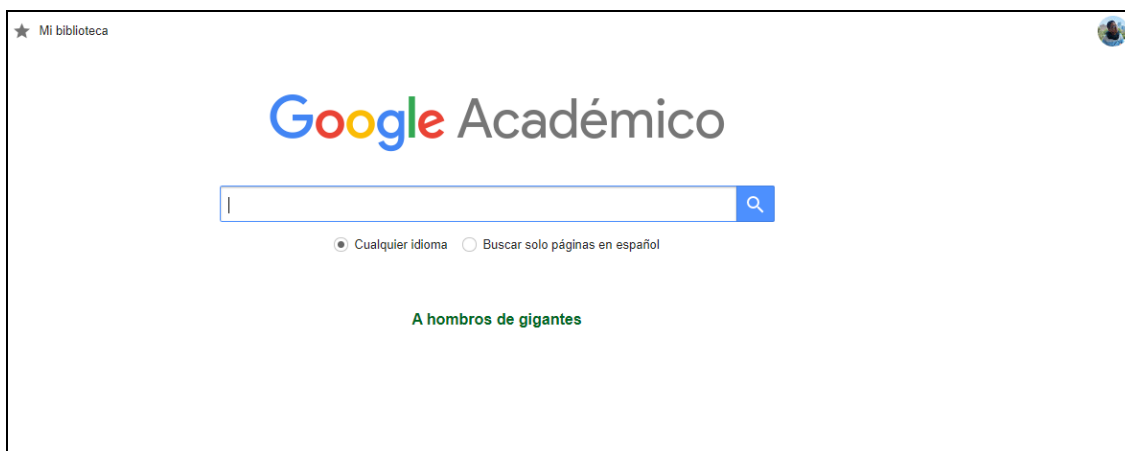 Mi biblioteca
Google Académico
Cualquier idioma Buscar solo páginas en español
A hombros de gigantes